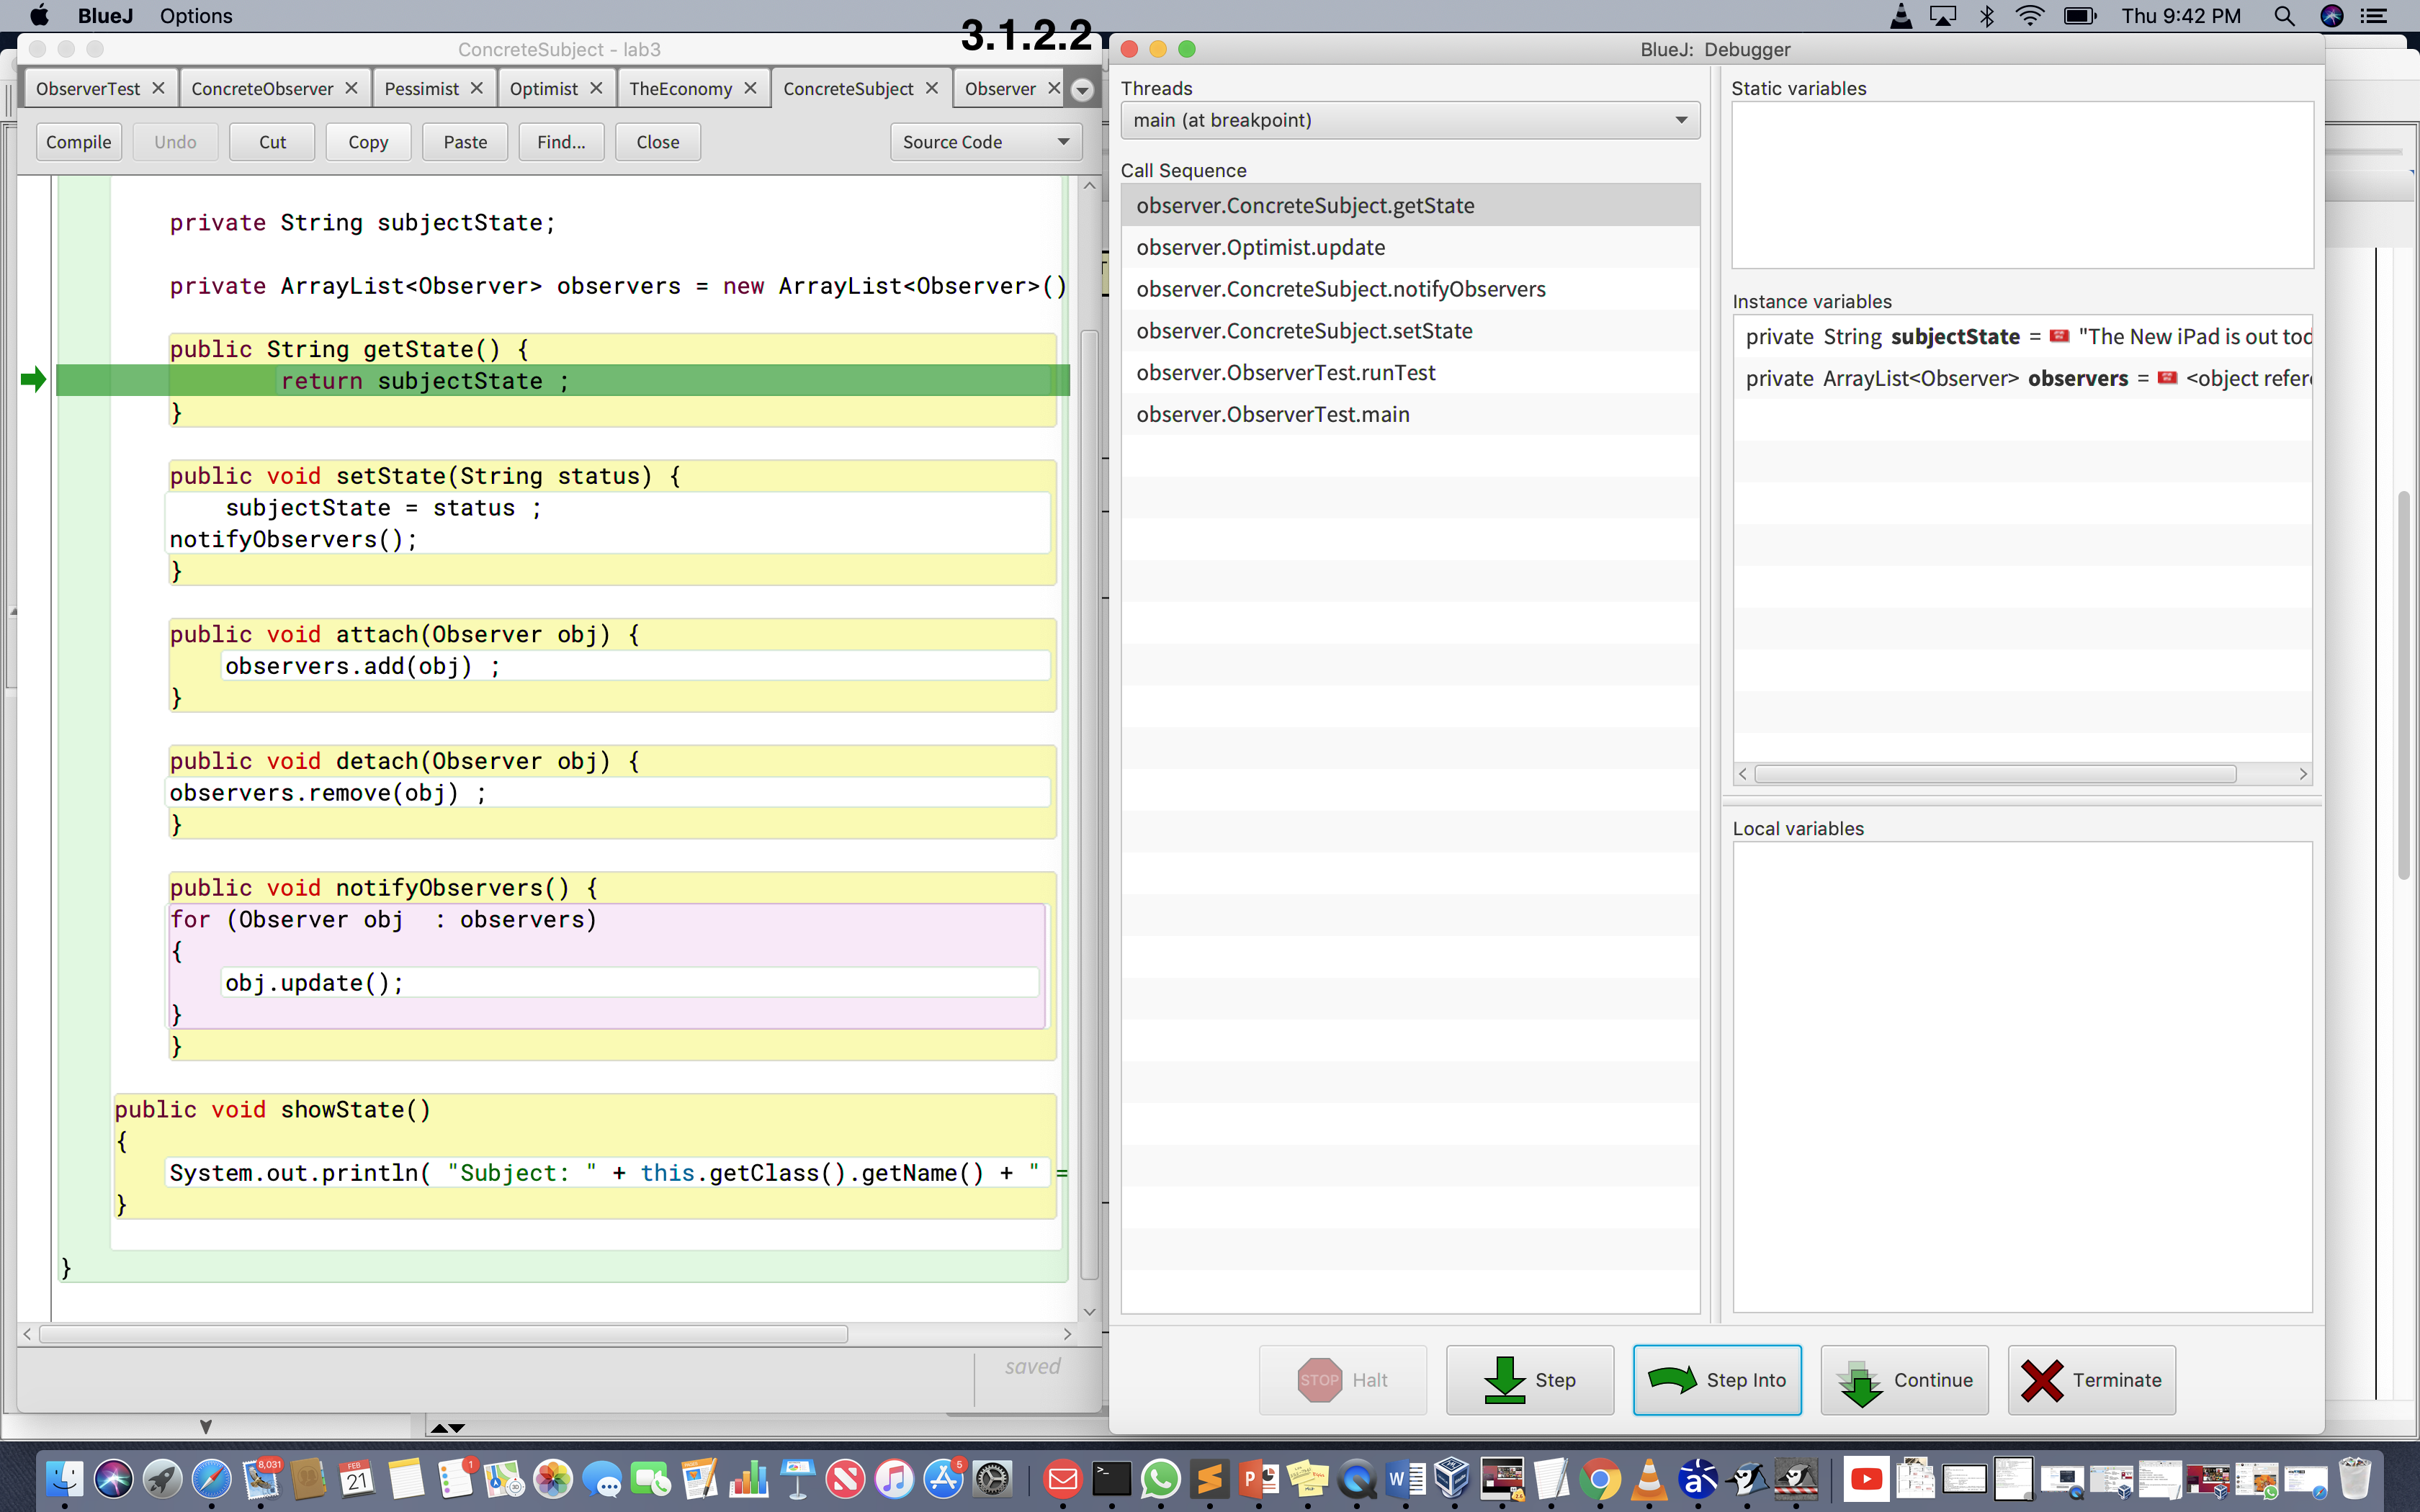 BlueJ Options
Thu 9:42 PM
3.1.2.2
ConcreteSubject - lab3
ObserverTest ConcreteObserver Pessimist Optimist TheEconomy ConcreteSubject Observer
Compile Undo Cut Copy Paste Find... Close Source Code
private String subjectState;
private ArrayList<Observer> observers = new ArrayList<Observer>()
public String getState() {
return subjectState ;
}
public void setState(String status) {
subjectState = status ;
notifyObservers();
}
public void attach(Observer obj) {
observers.add(obj) ;
}
public void detach(Observer obj) {
observers.remove(obj) ;
}
public void notifyObservers() {
for (Observer obj  : observers)
{
obj.update();
}
}
public void showState()
{
System.out.println( "Subject: " + this.getClass().getName() + " =
}
}
saved
BlueJ: Debugger
Threads
main (at breakpoint)
Call Sequence
observer.ConcreteSubject.getState
observer.Optimist.update
observer.ConcreteSubject.notifyObservers
observer.ConcreteSubject.setState
observer.ObserverTest.runTest
observer.ObserverTest.main
Static variables
Instance variables
private String subjectState = "The New iPad is out tod
private ArrayList<Observer> observers = <object refer
Local variables
STOP Halt Step Step Into Continue Terminate
8,031
FEB
21
1
5